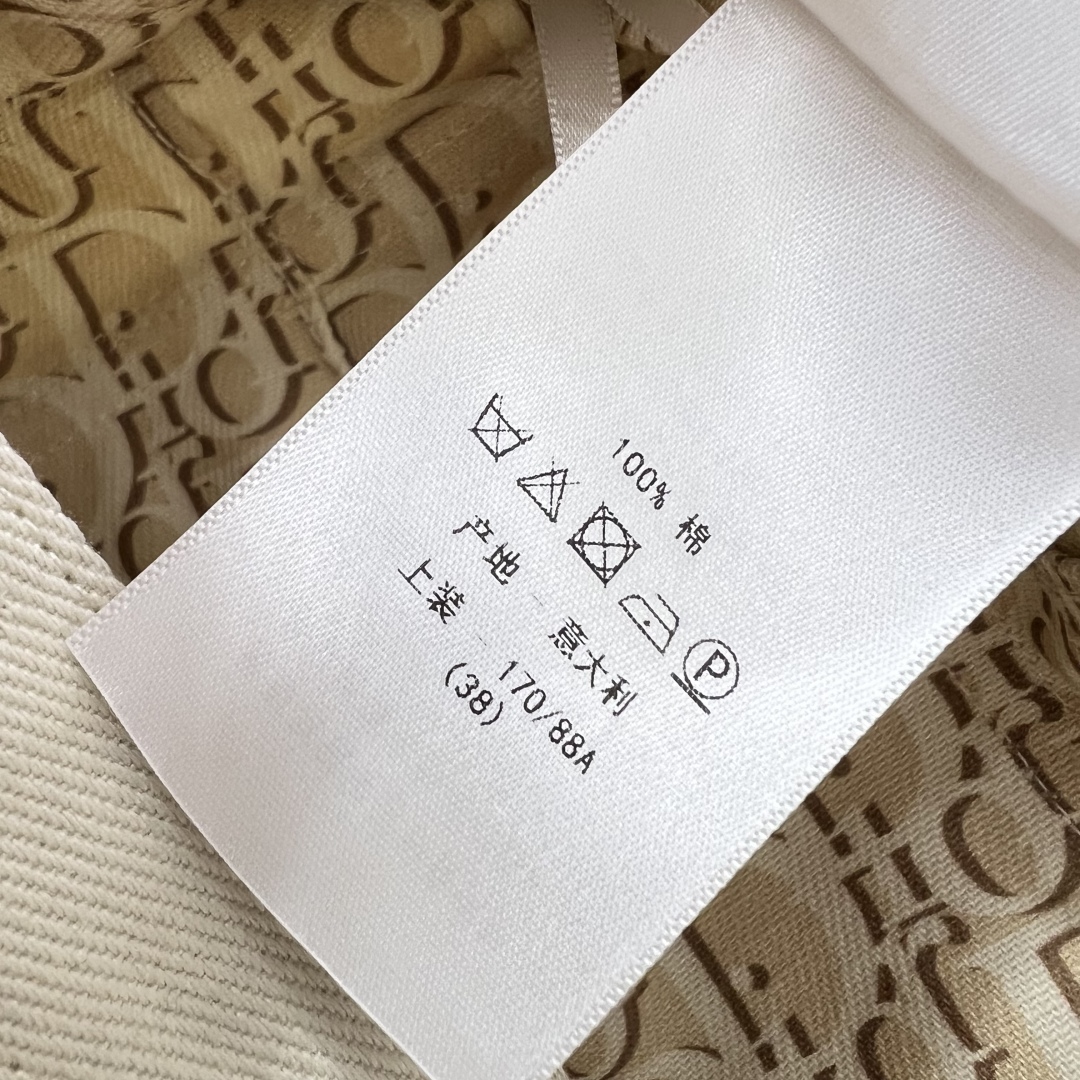 100% 棉
P
产地 - 意大利
上装 - 170/88A
(38)